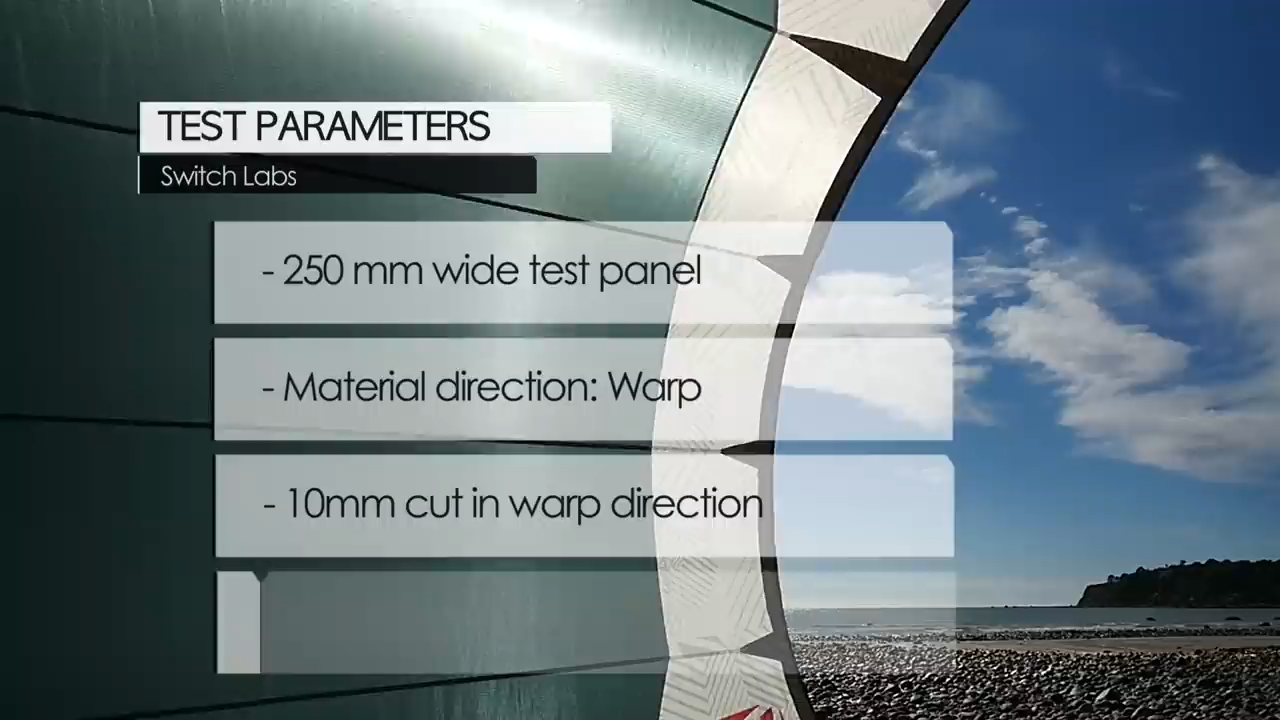 TEST PARAMETERS
Switch Labs
- 250 mm wide test panel
- Material direction: Warp
- 10mm cut in warp direction